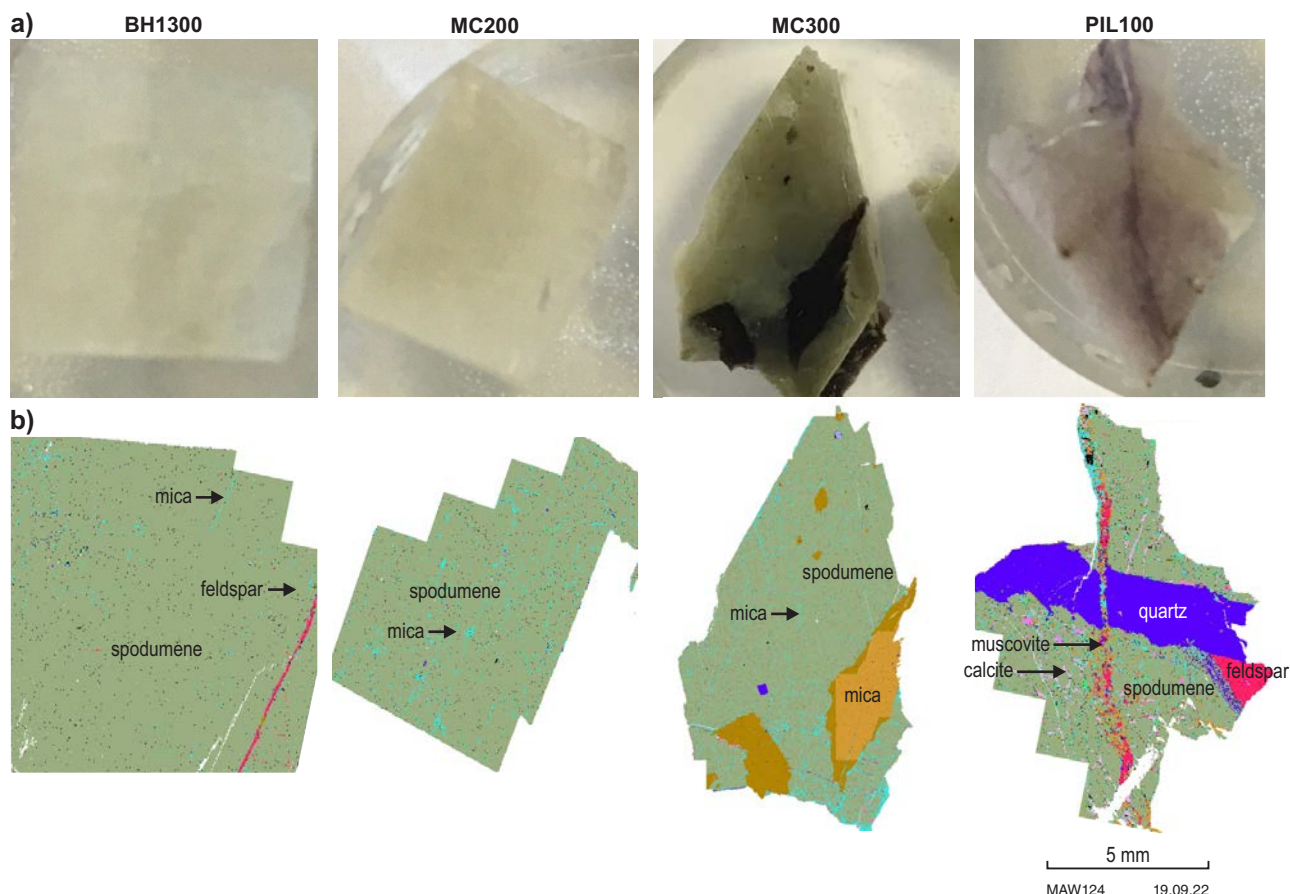 a)
BH1300
MC200
MC300
PIL100
b)
mica
feldspar
spodumene
spodumene
mica
spodumene
mica
mica
quartz
muscovite
calcite
feldspar
spodumene
5 mm
MAW124 19.09.22